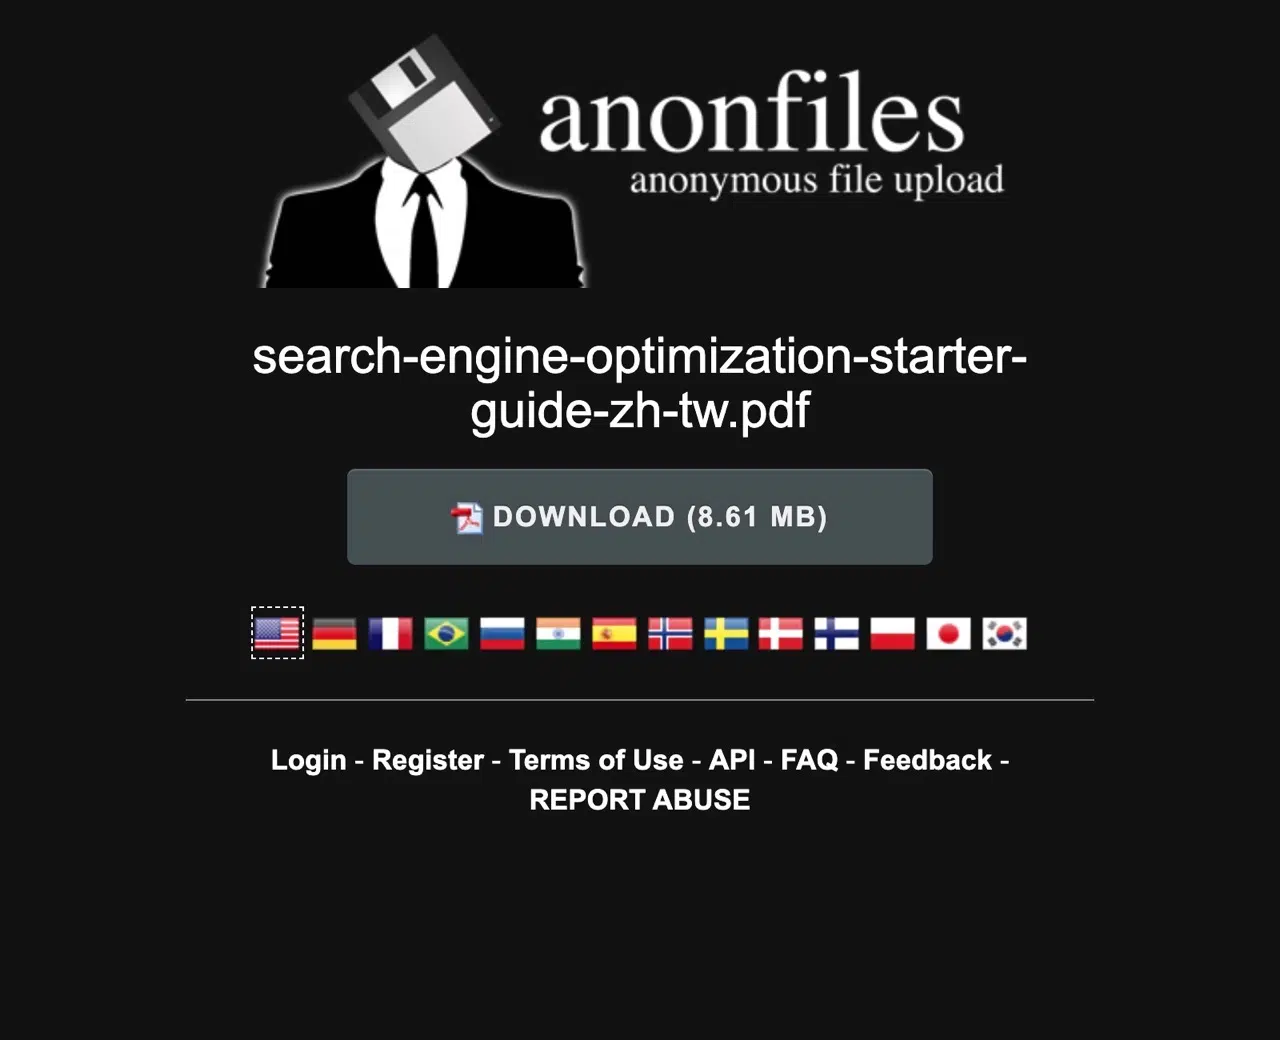 anonfiles
anonymous file upload
search-engine-optimization-starter-
guide-zh-tw.pdf
DOWNLOAD (8.61 MB)
Login - Register - Terms of Use - API - FAQ - Feedback -
REPORT ABUSE